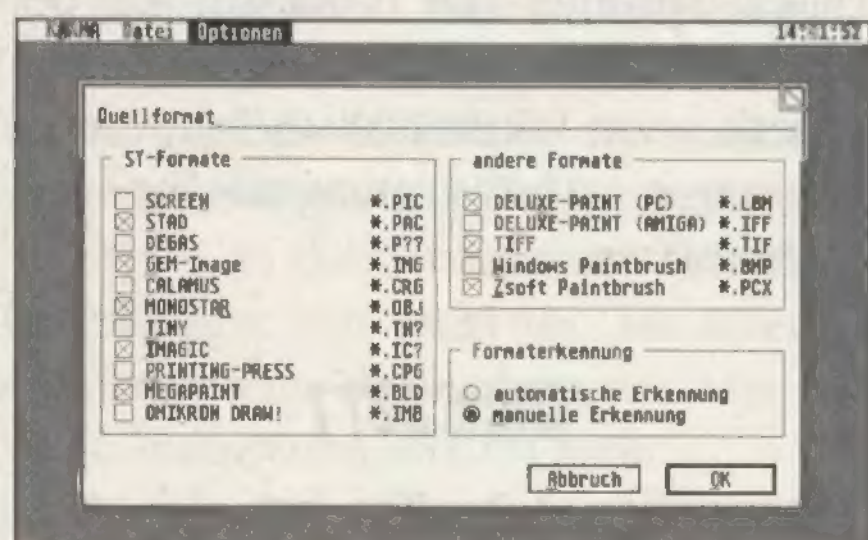 Datei Optionen
Quellformat
ST-Formate
SCREEN *.PIC
STAD *.PAC
DEGAS *.P??
GEM-Image *.IMG
CALAMUS *.CRG
MONOSTAR *.OBJ
TINY *.TN?
IMAGIC *.IC?
PRINTING-PRESS *.CPG
MEGAPAINT *.BLD
OMIKRON DRAW! *.IMB
andere Formate
DELUXE-PAINT (PC) *.LBM
DELUXE-PAINT (AMIGA) *.IFF
TIFF *.TIF
Windows Paintbrush *.BMP
Zsoft Paintbrush *.PCX
Formaterkennung
automatische Erkennung
manuelle Erkennung
Abbruch OK